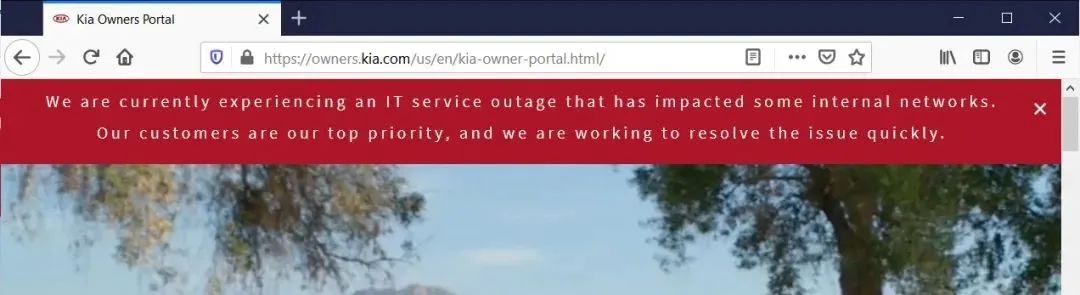 KIA Kia Owners Portal
https://owners.kia.com/us/en/kia-owner-portal.html/
We are currently experiencing an IT service outage that has impacted some internal networks.
Our customers are our top priority, and we are working to resolve the issue quickly.